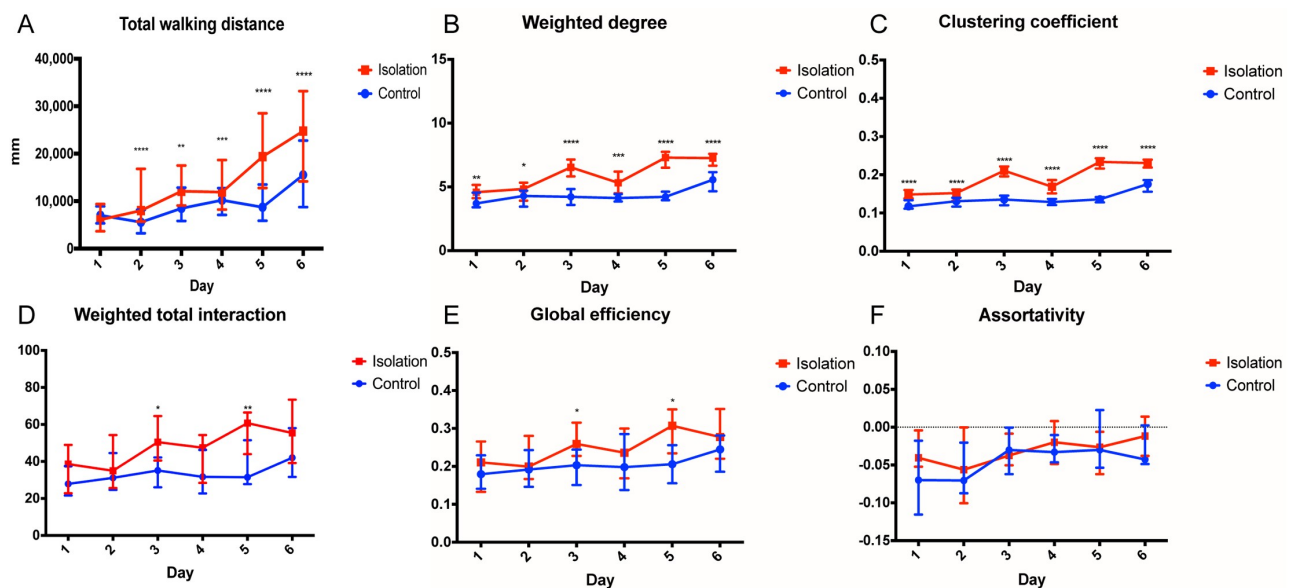 A Total walking distance
40,000
30,000
20,000
10,000
0
mm
**** ** *** **** ****
Isolation
Control
1 2 3 4 5 6
Day
B Weighted degree
15
10
5
0
** * **** *** **** ****
Isolation
Control
1 2 3 4 5 6
Day
C Clustering coefficient
0.5
0.4
0.3
0.2
0.1
0.0
**** **** **** **** **** ****
Isolation
Control
1 2 3 4 5 6
Day
D Weighted total interaction
100
80
60
40
20
0
* **
Isolation
Control
1 2 3 4 5 6
Day
E Global efficiency
0.5
0.4
0.3
0.2
0.1
0.0
* *
Isolation
Control
1 2 3 4 5 6
Day
F Assortativity
0.10
0.05
0.00
-0.05
-0.10
-0.15
Isolation
Control
1 2 3 4 5 6
Day